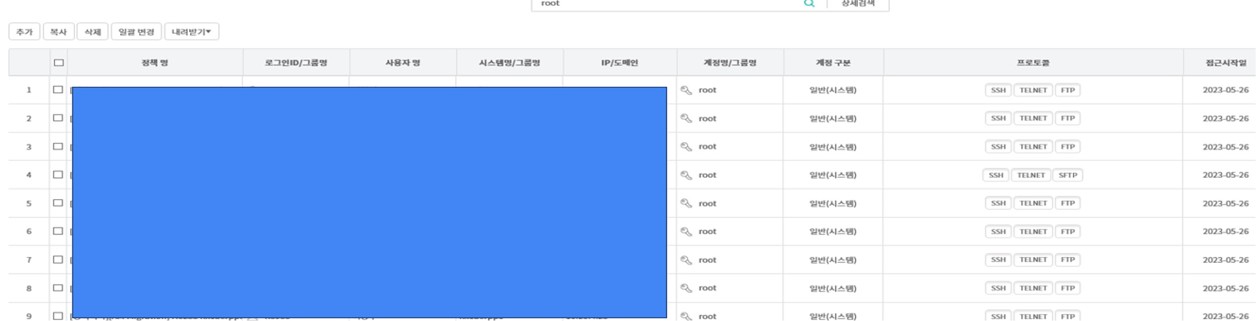 root 상세검색
추가 복사 삭제 일괄 변경 내려받기▼
정책 명 로그인ID/그룹명 사용자 명 시스템명/그룹명 IP/도메인 계정명/그룹명 계정 구분 프로토콜 접근시작일
1 root 일반(시스템) SSH TELNET FTP 2023-05-26
2 root 일반(시스템) SSH TELNET FTP 2023-05-26
3 root 일반(시스템) SSH TELNET FTP 2023-05-26
4 root 일반(시스템) SSH TELNET SFTP 2023-05-26
5 root 일반(시스템) SSH TELNET FTP 2023-05-26
6 root 일반(시스템) SSH TELNET FTP 2023-05-26
7 root 일반(시스템) SSH TELNET FTP 2023-05-26
8 root 일반(시스템) SSH TELNET FTP 2023-05-26
9 root 일반(시스템) SSH TELNET FTP 2023-05-26